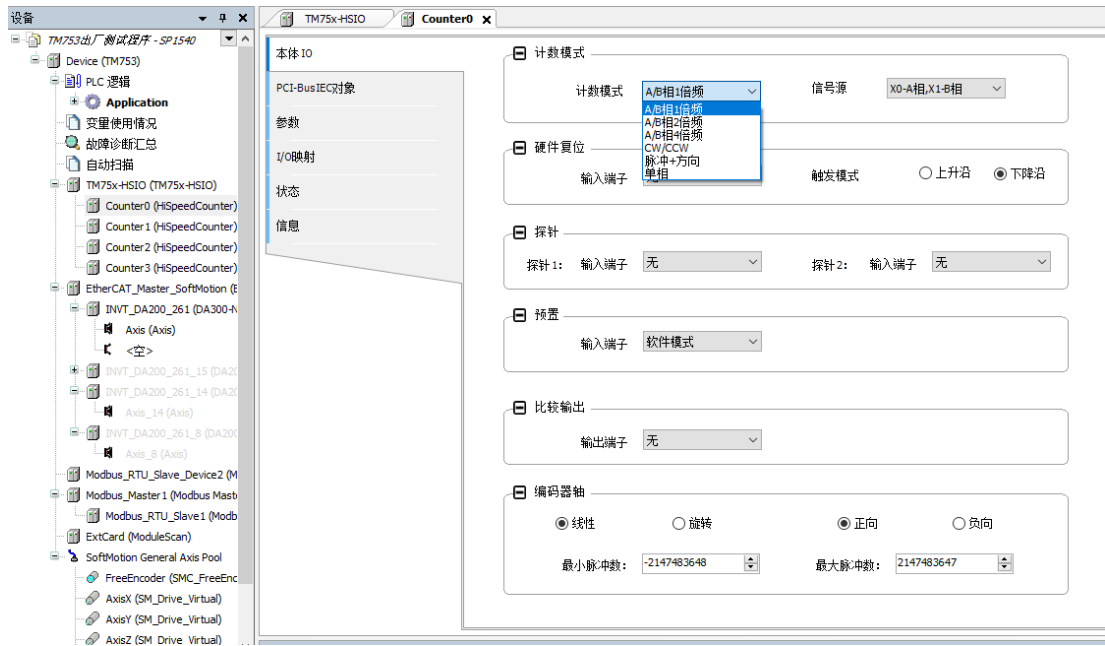 设备
TM753出厂测试程序 - SP1540
Device (TM753)
PLC 逻辑
Application
变量使用情况
故障诊断汇总
自动扫描
TM75x-HSIO (TM75x-HSIO)
Counter0 (HiSpeedCounter)
Counter1 (HiSpeedCounter)
Counter2 (HiSpeedCounter)
Counter3 (HiSpeedCounter)
EtherCAT_Master_SoftMotion (E
INVT_DA200_261 (DA300-N
Axis (Axis)
<空>
INVT_DA200_261_15 (DA20
INVT_DA200_261_14 (DA20
Axis_14 (Axis)
INVT_DA200_261_8 (DA200
Axis_8 (Axis)
Modbus_RTU_Slave_Device2 (M
Modbus_Master1 (Modbus Mast
Modbus_RTU_Slave1 (Modb
ExtCard (ModuleScan)
SoftMotion General Axis Pool
FreeEncoder (SMC_FreeEnc
AxisX (SM_Drive_Virtual)
AxisY (SM_Drive_Virtual)
AxisZ (SM_Drive_Virtual)
TM75x-HSIO
Counter0
本体IO
PCI-BusIEC对象
参数
I/O映射
状态
信息
计数模式
计数模式 A/B相1倍频 信号源 X0-A相,X1-B相
A/B相1倍频
A/B相2倍频
A/B相4倍频
CW/CCW
脉冲+方向
单相
硬件复位
输入端子 触发模式 上升沿 下降沿
探针
探针1: 输入端子 无 探针2: 输入端子 无
预置
输入端子 软件模式
比较输出
输出端子 无
编码器轴
线性 旋转 正向 负向
最小脉冲数: -2147483648 最大脉冲数: 2147483647